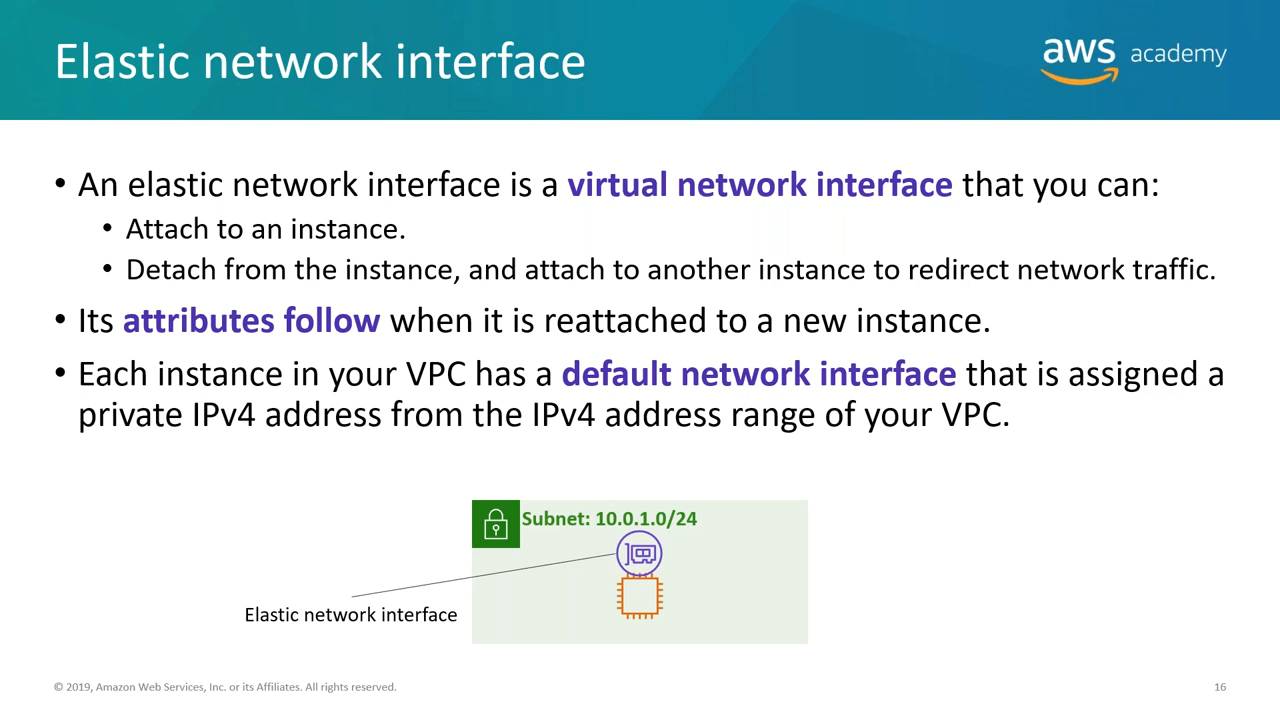 Elastic network interface
aws academy
• An elastic network interface is a virtual network interface that you can:
• Attach to an instance.
• Detach from the instance, and attach to another instance to redirect network traffic.
• Its attributes follow when it is reattached to a new instance.
• Each instance in your VPC has a default network interface that is assigned a
private IPv4 address from the IPv4 address range of your VPC.
Subnet: 10.0.1.0/24
Elastic network interface
© 2019, Amazon Web Services, Inc. or its Affiliates. All rights reserved.
16